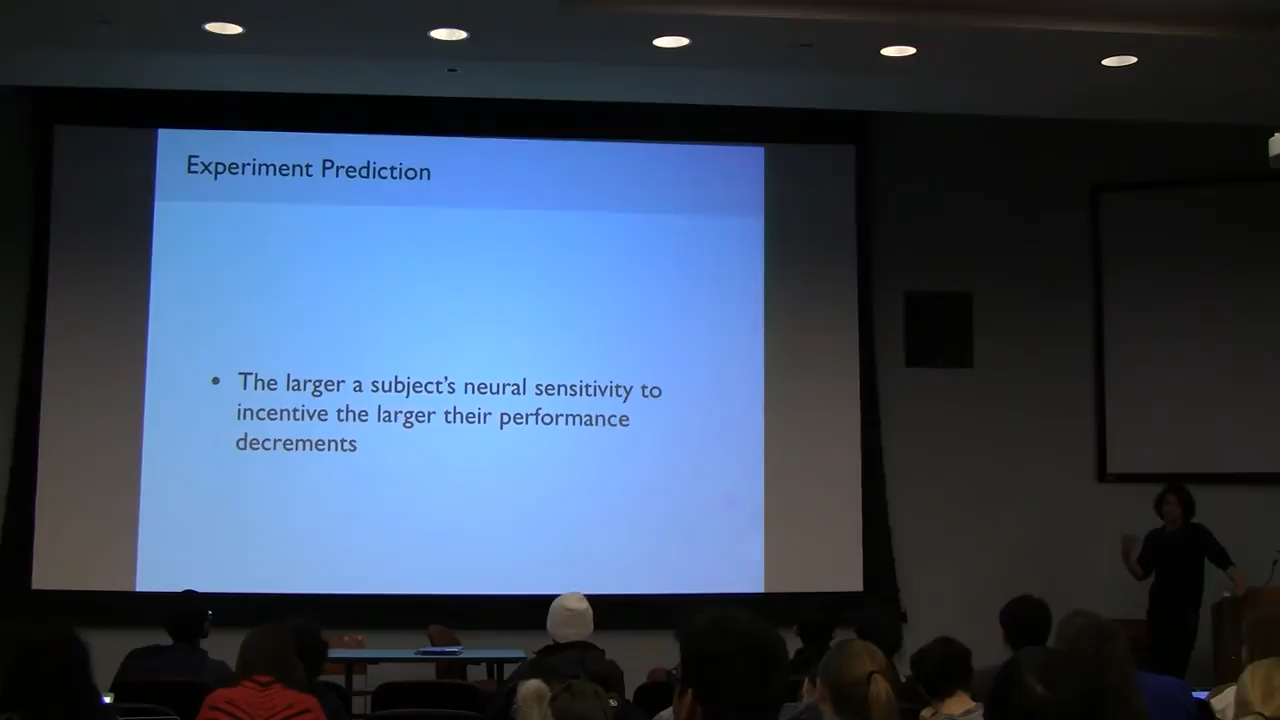 Experiment Prediction
• The larger a subject's neural sensitivity to
incentive the larger their performance
decrements